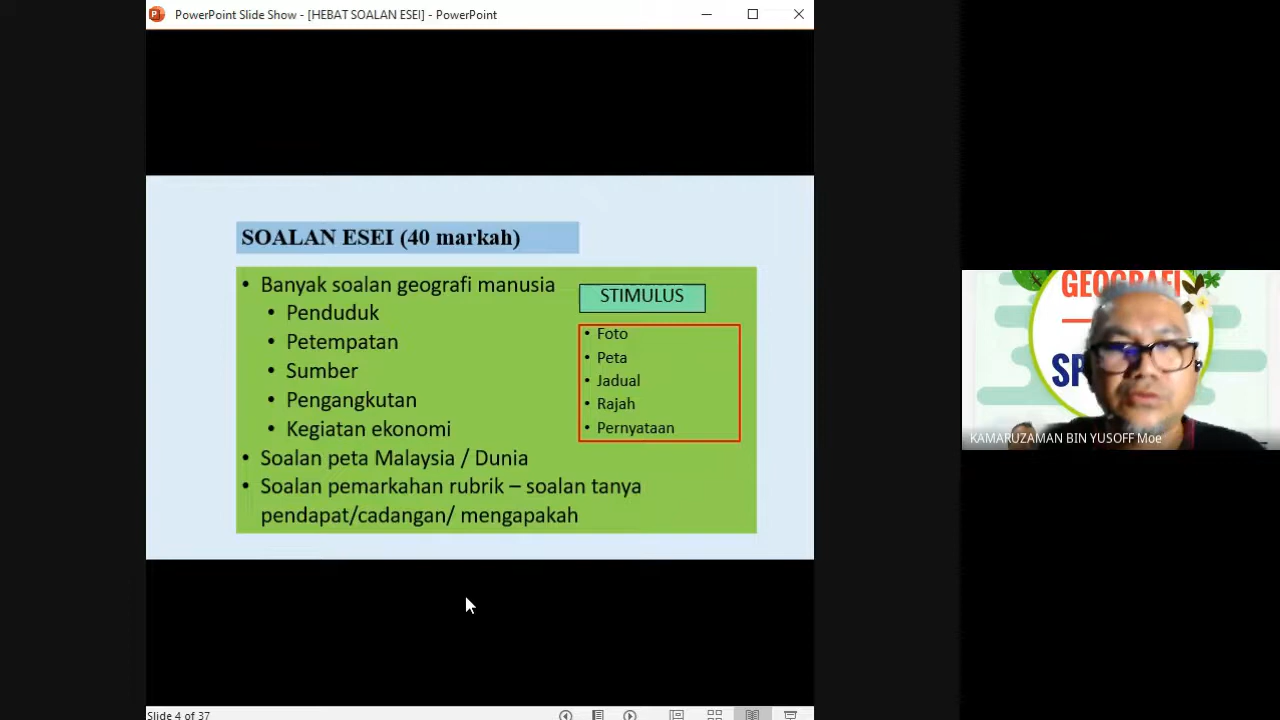 PowerPoint Slide Show - [HEBAT SOALAN ESEI] - PowerPoint
SOALAN ESEI (40 markah)
• Banyak soalan geografi manusia
• Penduduk
• Petempatan
• Sumber
• Pengangkutan
• Kegiatan ekonomi
• Soalan peta Malaysia / Dunia
• Soalan pemarkahan rubrik – soalan tanya
pendapat/cadangan/ mengapakah
STIMULUS
• Foto
• Peta
• Jadual
• Rajah
• Pernyataan
GEOGRAFI
KAMARUZAMAN BIN YUSOFF Moe
Slide 4 of 37